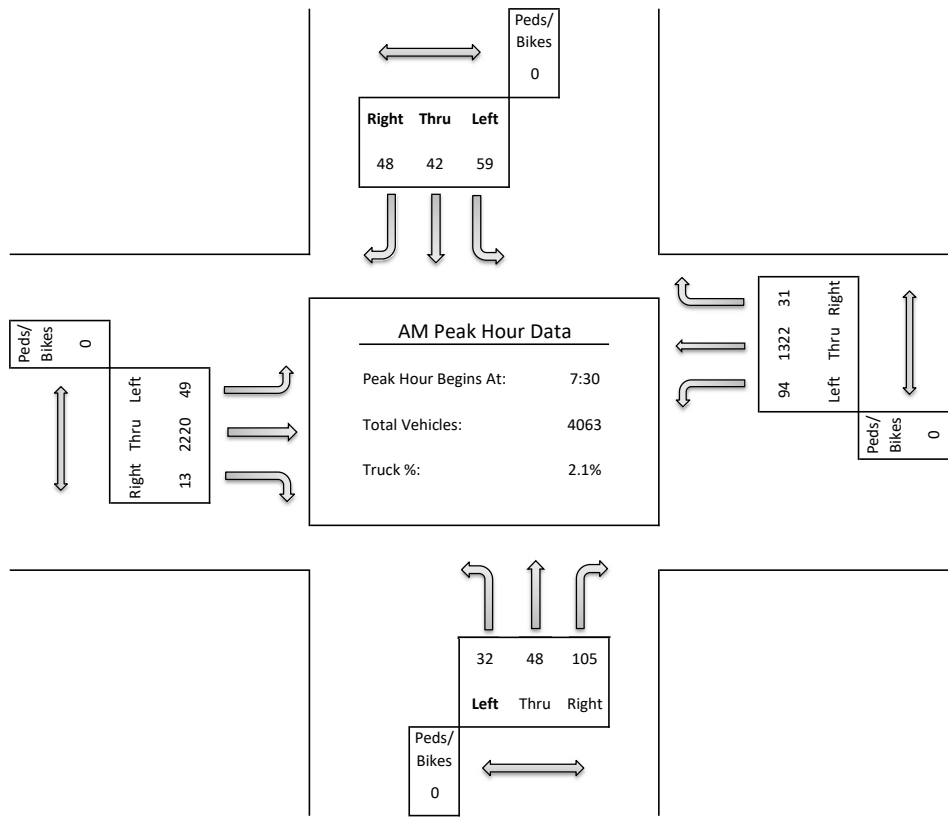 Peds/
Bikes
0
Right Thru Left
48 42 59
Peds/
Bikes
0
Left 49
Thru 2220
Right 13
AM Peak Hour Data
Peak Hour Begins At: 7:30
Total Vehicles: 4063
Truck %: 2.1%
31 Right
1322 Thru
94 Left
Peds/
Bikes
0
32 48 105
Left Thru Right
Peds/
Bikes
0